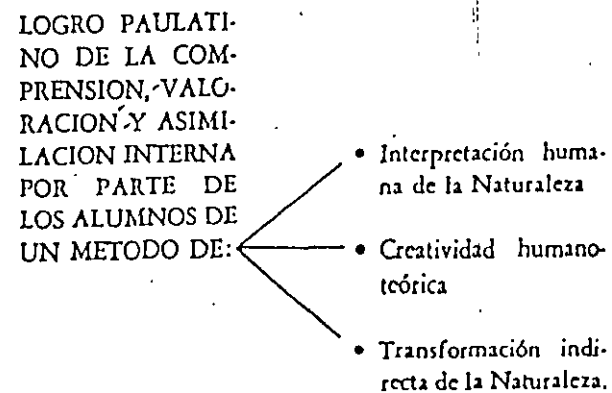 LOGRO PAULATI-
NO DE LA COM-
PRENSION, VALO-
RACION Y ASIMI-
LACION INTERNA
POR PARTE DE
LOS ALUMNOS DE
UN METODO DE:
• Interpretación huma-
na de la Naturaleza
• Creatividad humano-
teórica
• Transformación indi-
recta de la Naturaleza.